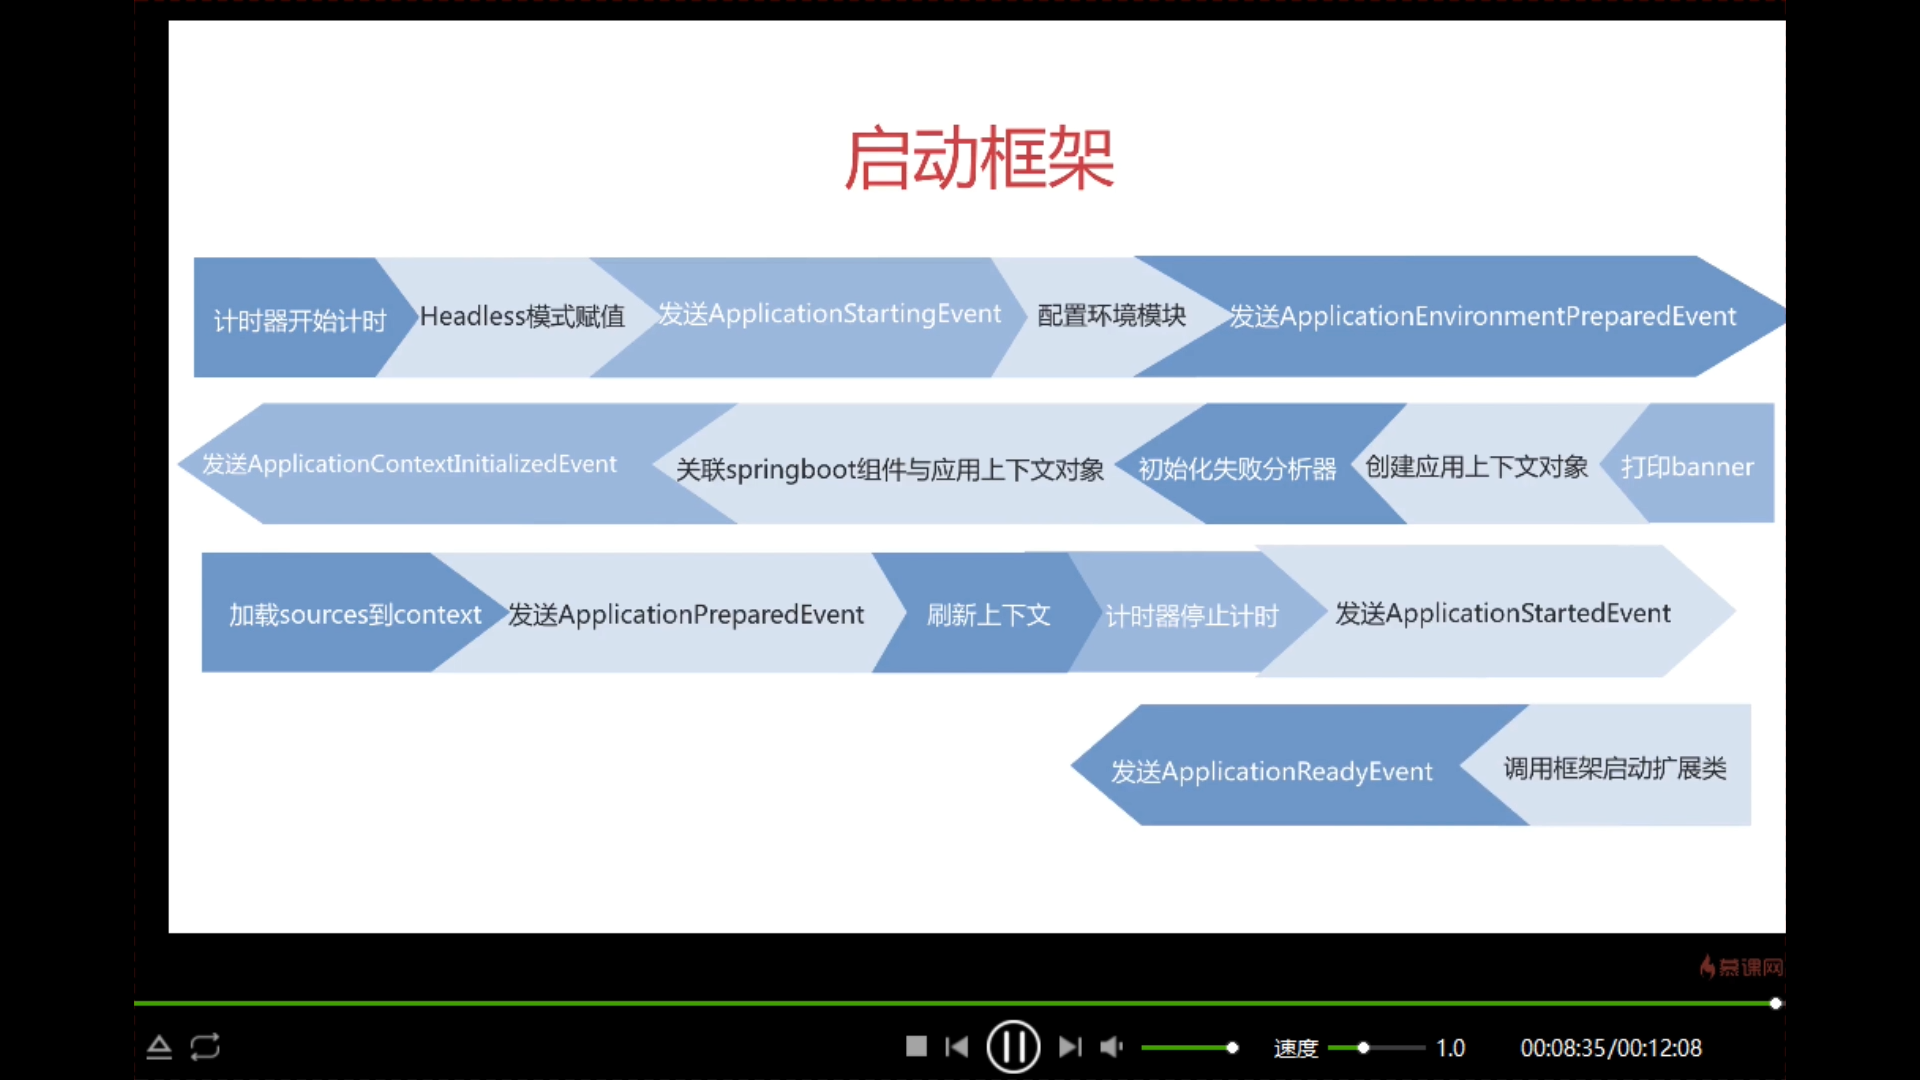 启动框架
计时器开始计时
Headless模式赋值
发送ApplicationStartingEvent
配置环境模块
发送ApplicationEnvironmentPreparedEvent
打印banner
创建应用上下文对象
初始化失败分析器
关联springboot组件与应用上下文对象
发送ApplicationContextInitializedEvent
加载sources到context
发送ApplicationPreparedEvent
刷新上下文
计时器停止计时
发送ApplicationStartedEvent
调用框架启动扩展类
发送ApplicationReadyEvent
慕课网
速度
1.0
00:08:35/00:12:08